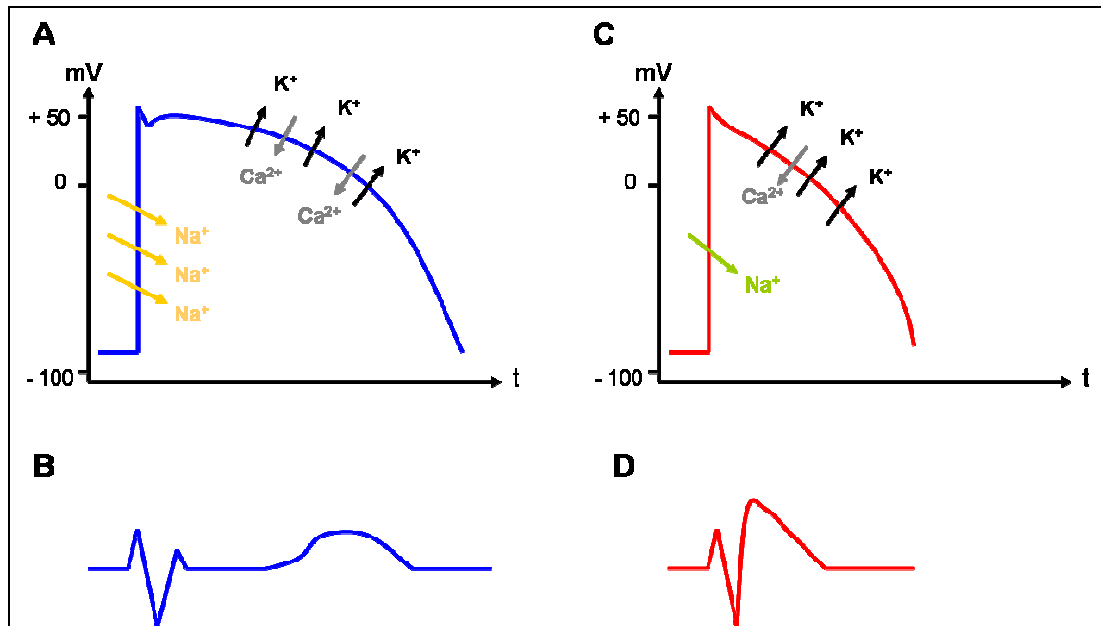 A
mV
+ 50
0
- 100
K⁺
K⁺
K⁺
Ca²⁺
Ca²⁺
Na⁺
Na⁺
Na⁺
t
C
mV
+ 50
0
- 100
K⁺
K⁺
K⁺
Ca²⁺
Na⁺
t
B
D